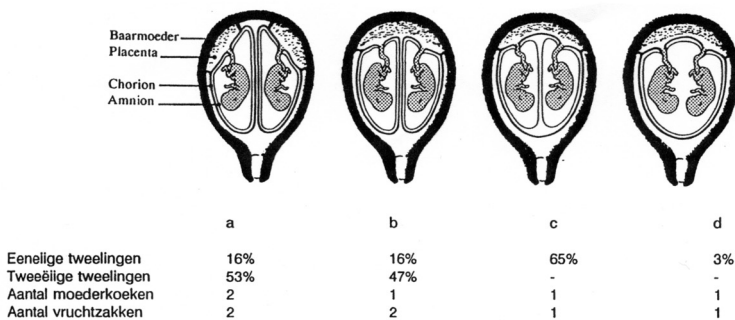 Baarmoeder
Placenta
Chorion
Amnion
a b c d
Eenelige tweelingen 16% 16% 65% 3%
Tweeëiige tweelingen 53% 47% - -
Aantal moederkoeken 2 1 1 1
Aantal vruchtzakken 2 2 1 1